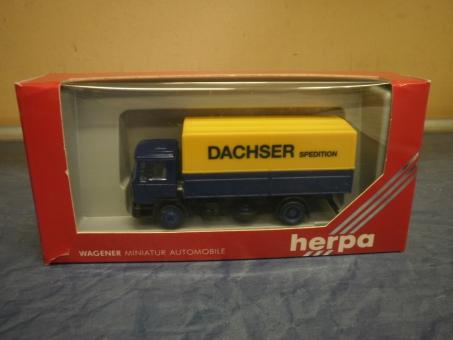 DACHSER SPEDITION
WAGENER MINIATUR AUTOMOBILE
herpa